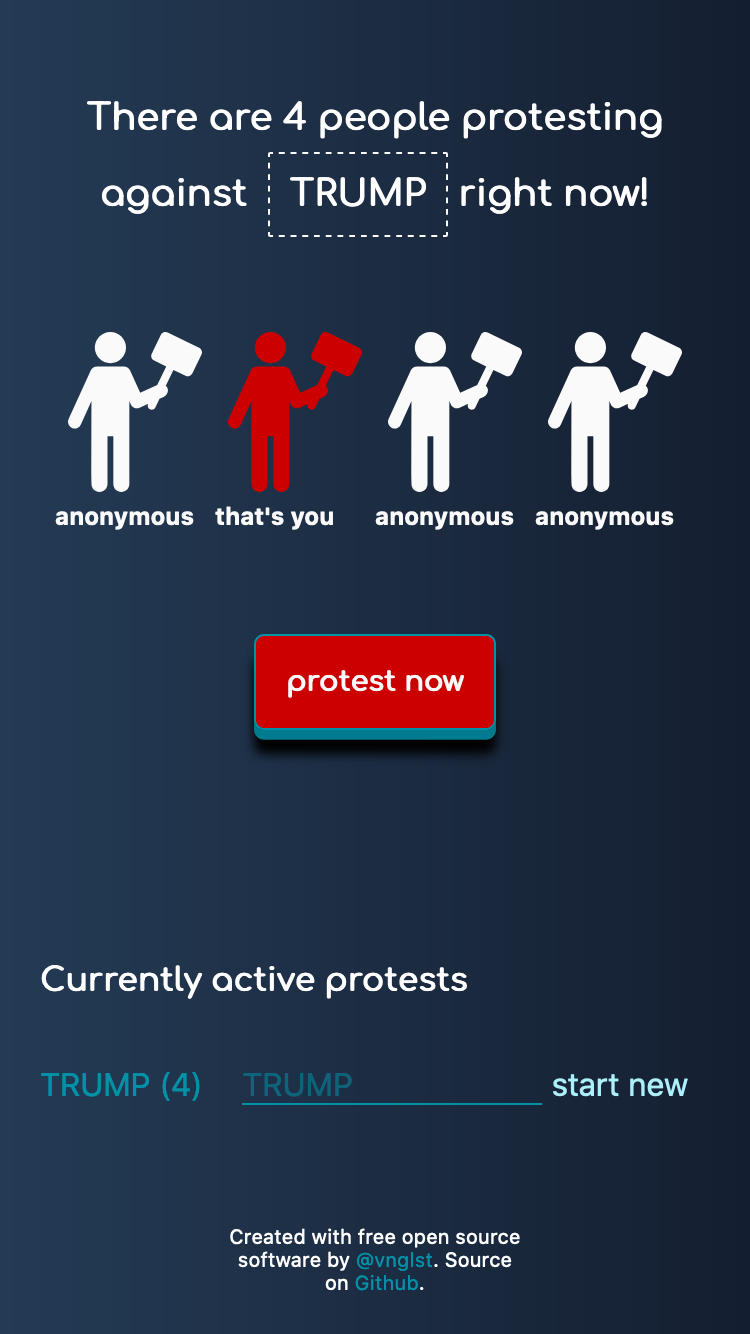 There are 4 people protesting
against TRUMP right now!
anonymous that's you anonymous anonymous
protest now
Currently active protests
TRUMP (4) TRUMP start new
Created with free open source
software by @vnglst. Source
on Github.